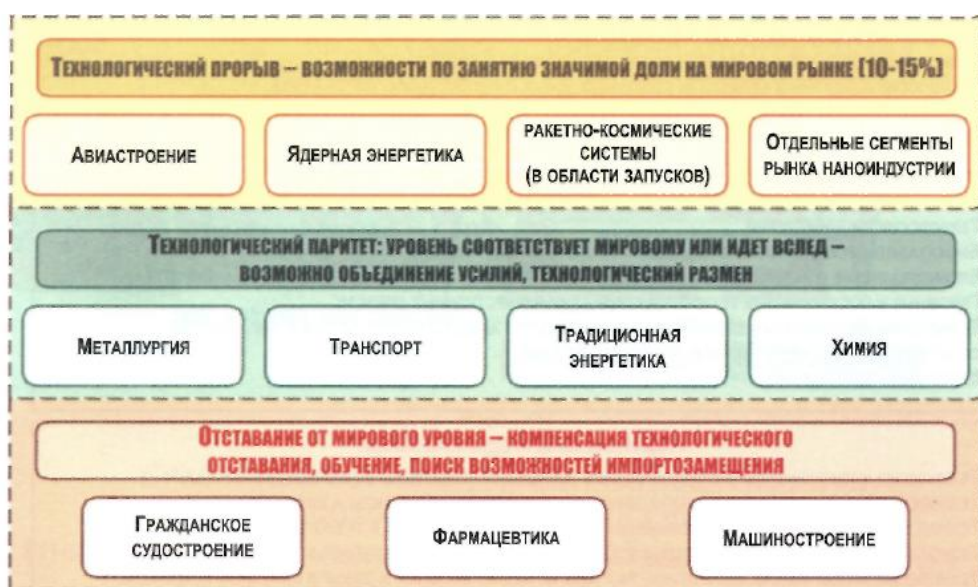 Технологический прорыв – возможности по занятию значимой доли на мировом рынке (10-15%)
Авиастроение
Ядерная энергетика
ракетно-космические
системы
(в области запусков)
Отдельные сегменты
рынка наноиндустрии
Технологический паритет: уровень соответствует мировому или идет вслед –
возможно объединение усилий, технологический размен
Металлургия
Транспорт
Традиционная
энергетика
Химия
Отставание от мирового уровня – компенсация технологического
отставания, обучение, поиск возможностей импортозамещения
Гражданское
судостроение
Фармацевтика
Машиностроение